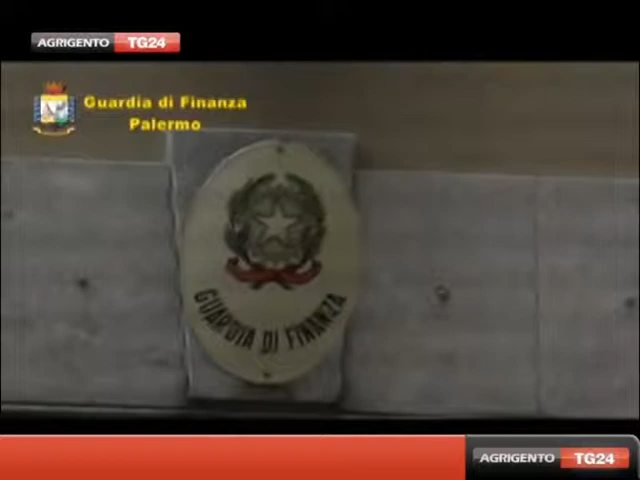 AGRIGENTO TG24
Guardia di Finanza
Palermo
GUARDIA DI FINANZA
AGRIGENTO TG24